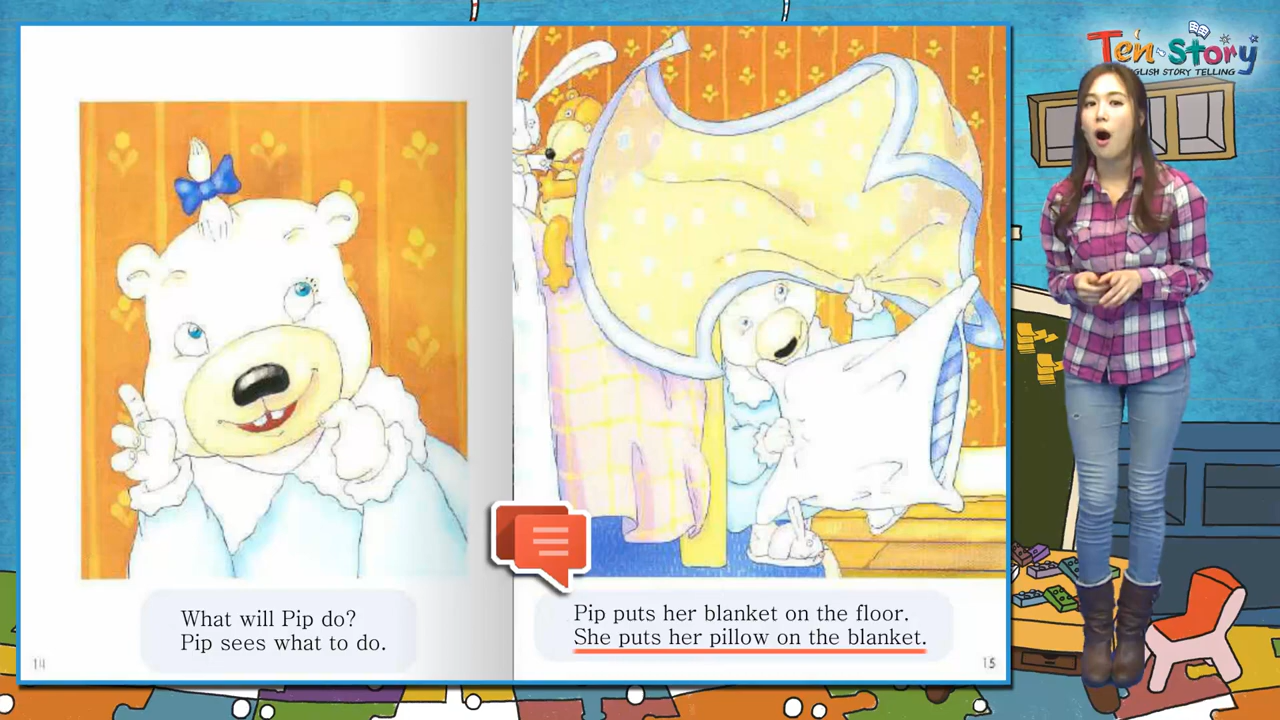 Ten Story
ENGLISH STORY TELLING
What will Pip do?
Pip sees what to do.
14
Pip puts her blanket on the floor.
She puts her pillow on the blanket.
15